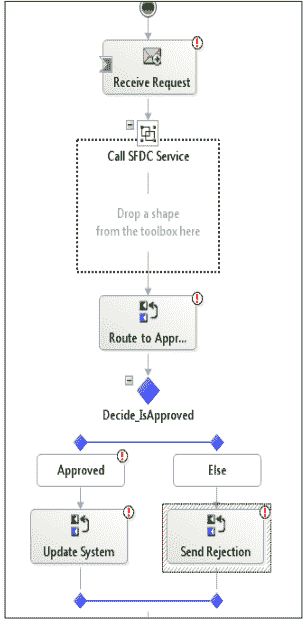 Receive Request
Call SFDC Service
Drop a shape
from the toolbox here
Route to Appr...
Decide_IsApproved
Approved
Else
Update System
Send Rejection